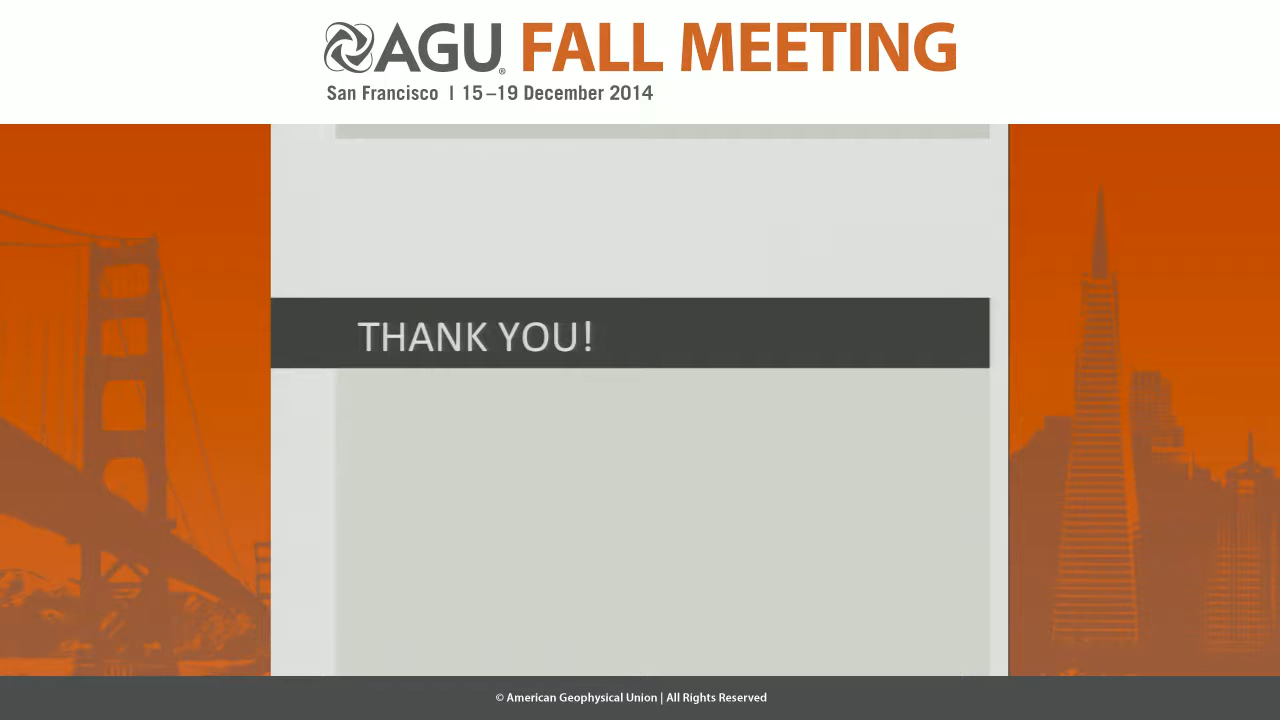 AGU® FALL MEETING
San Francisco | 15–19 December 2014
THANK YOU!
© American Geophysical Union | All Rights Reserved